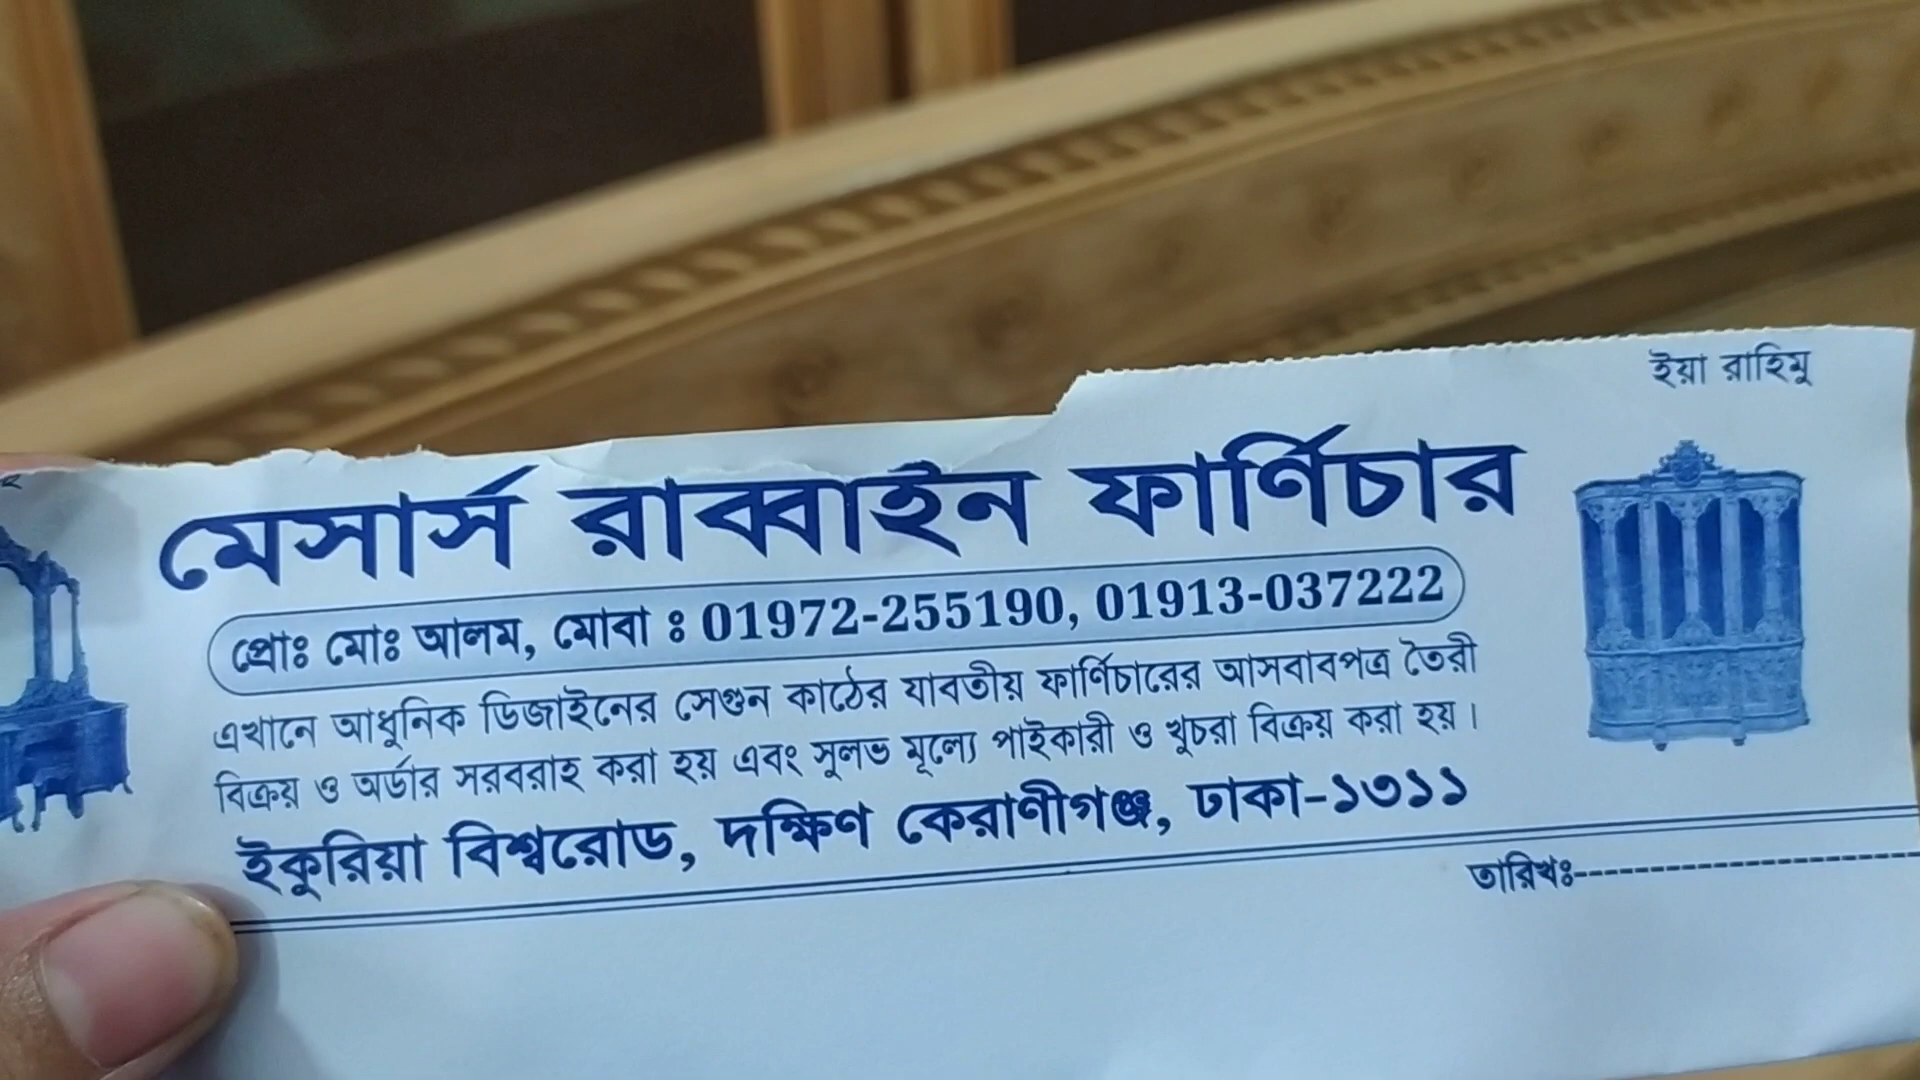 ইয়া রাহিমু
মেসার্স রাব্বাইন ফার্ণিচার
প্রোঃ মোঃ আলম, মোবা ঃ 01972-255190, 01913-037222
এখানে আধুনিক ডিজাইনের সেগুন কাঠের যাবতীয় ফার্ণিচারের আসবাবপত্র তৈরী
বিক্রয় ও অর্ডার সরবরাহ করা হয় এবং সুলভ মূল্যে পাইকারী ও খুচরা বিক্রয় করা হয়।
ইকুরিয়া বিশ্বরোড, দক্ষিণ কেরাণীগঞ্জ, ঢাকা-১৩১১
তারিখঃ----------------------